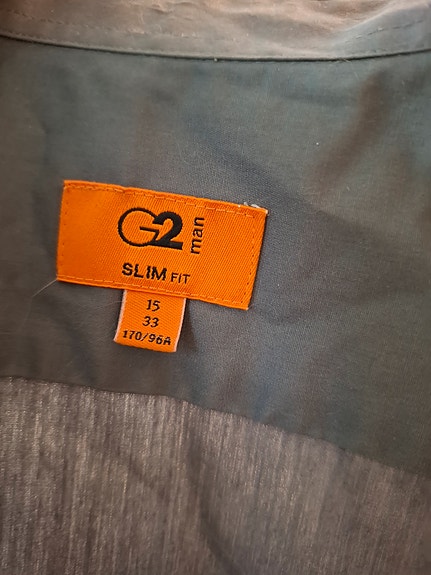 G2 man
SLIM FIT
15
33
170/96A